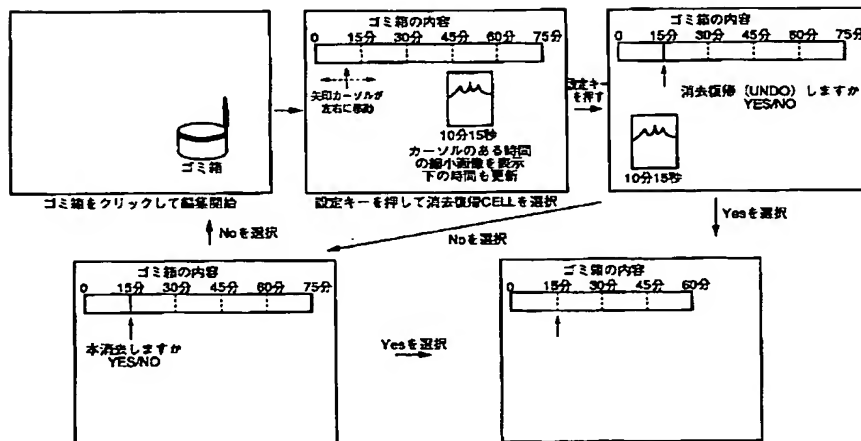 ゴミ箱
ゴミ箱をクリックして編集開始
ゴミ箱の内容
0 15分 30分 45分 60分 75分
矢印カーソルが
左右に移動
10分15秒
カーソルのある時間
の縮小画像を表示
下の時間も更新
設定キーを押して消去復帰CELLを選択
設定キー
を押す
ゴミ箱の内容
0 15分 30分 45分 60分 75分
消去復帰(UNDO)しますか
YES/NO
10分15秒
Noを選択
Noを選択
Yesを選択
ゴミ箱の内容
0 15分 30分 45分 60分 75分
本消去しますか
YES/NO
Yesを選択
ゴミ箱の内容
0 15分 30分 45分 60分